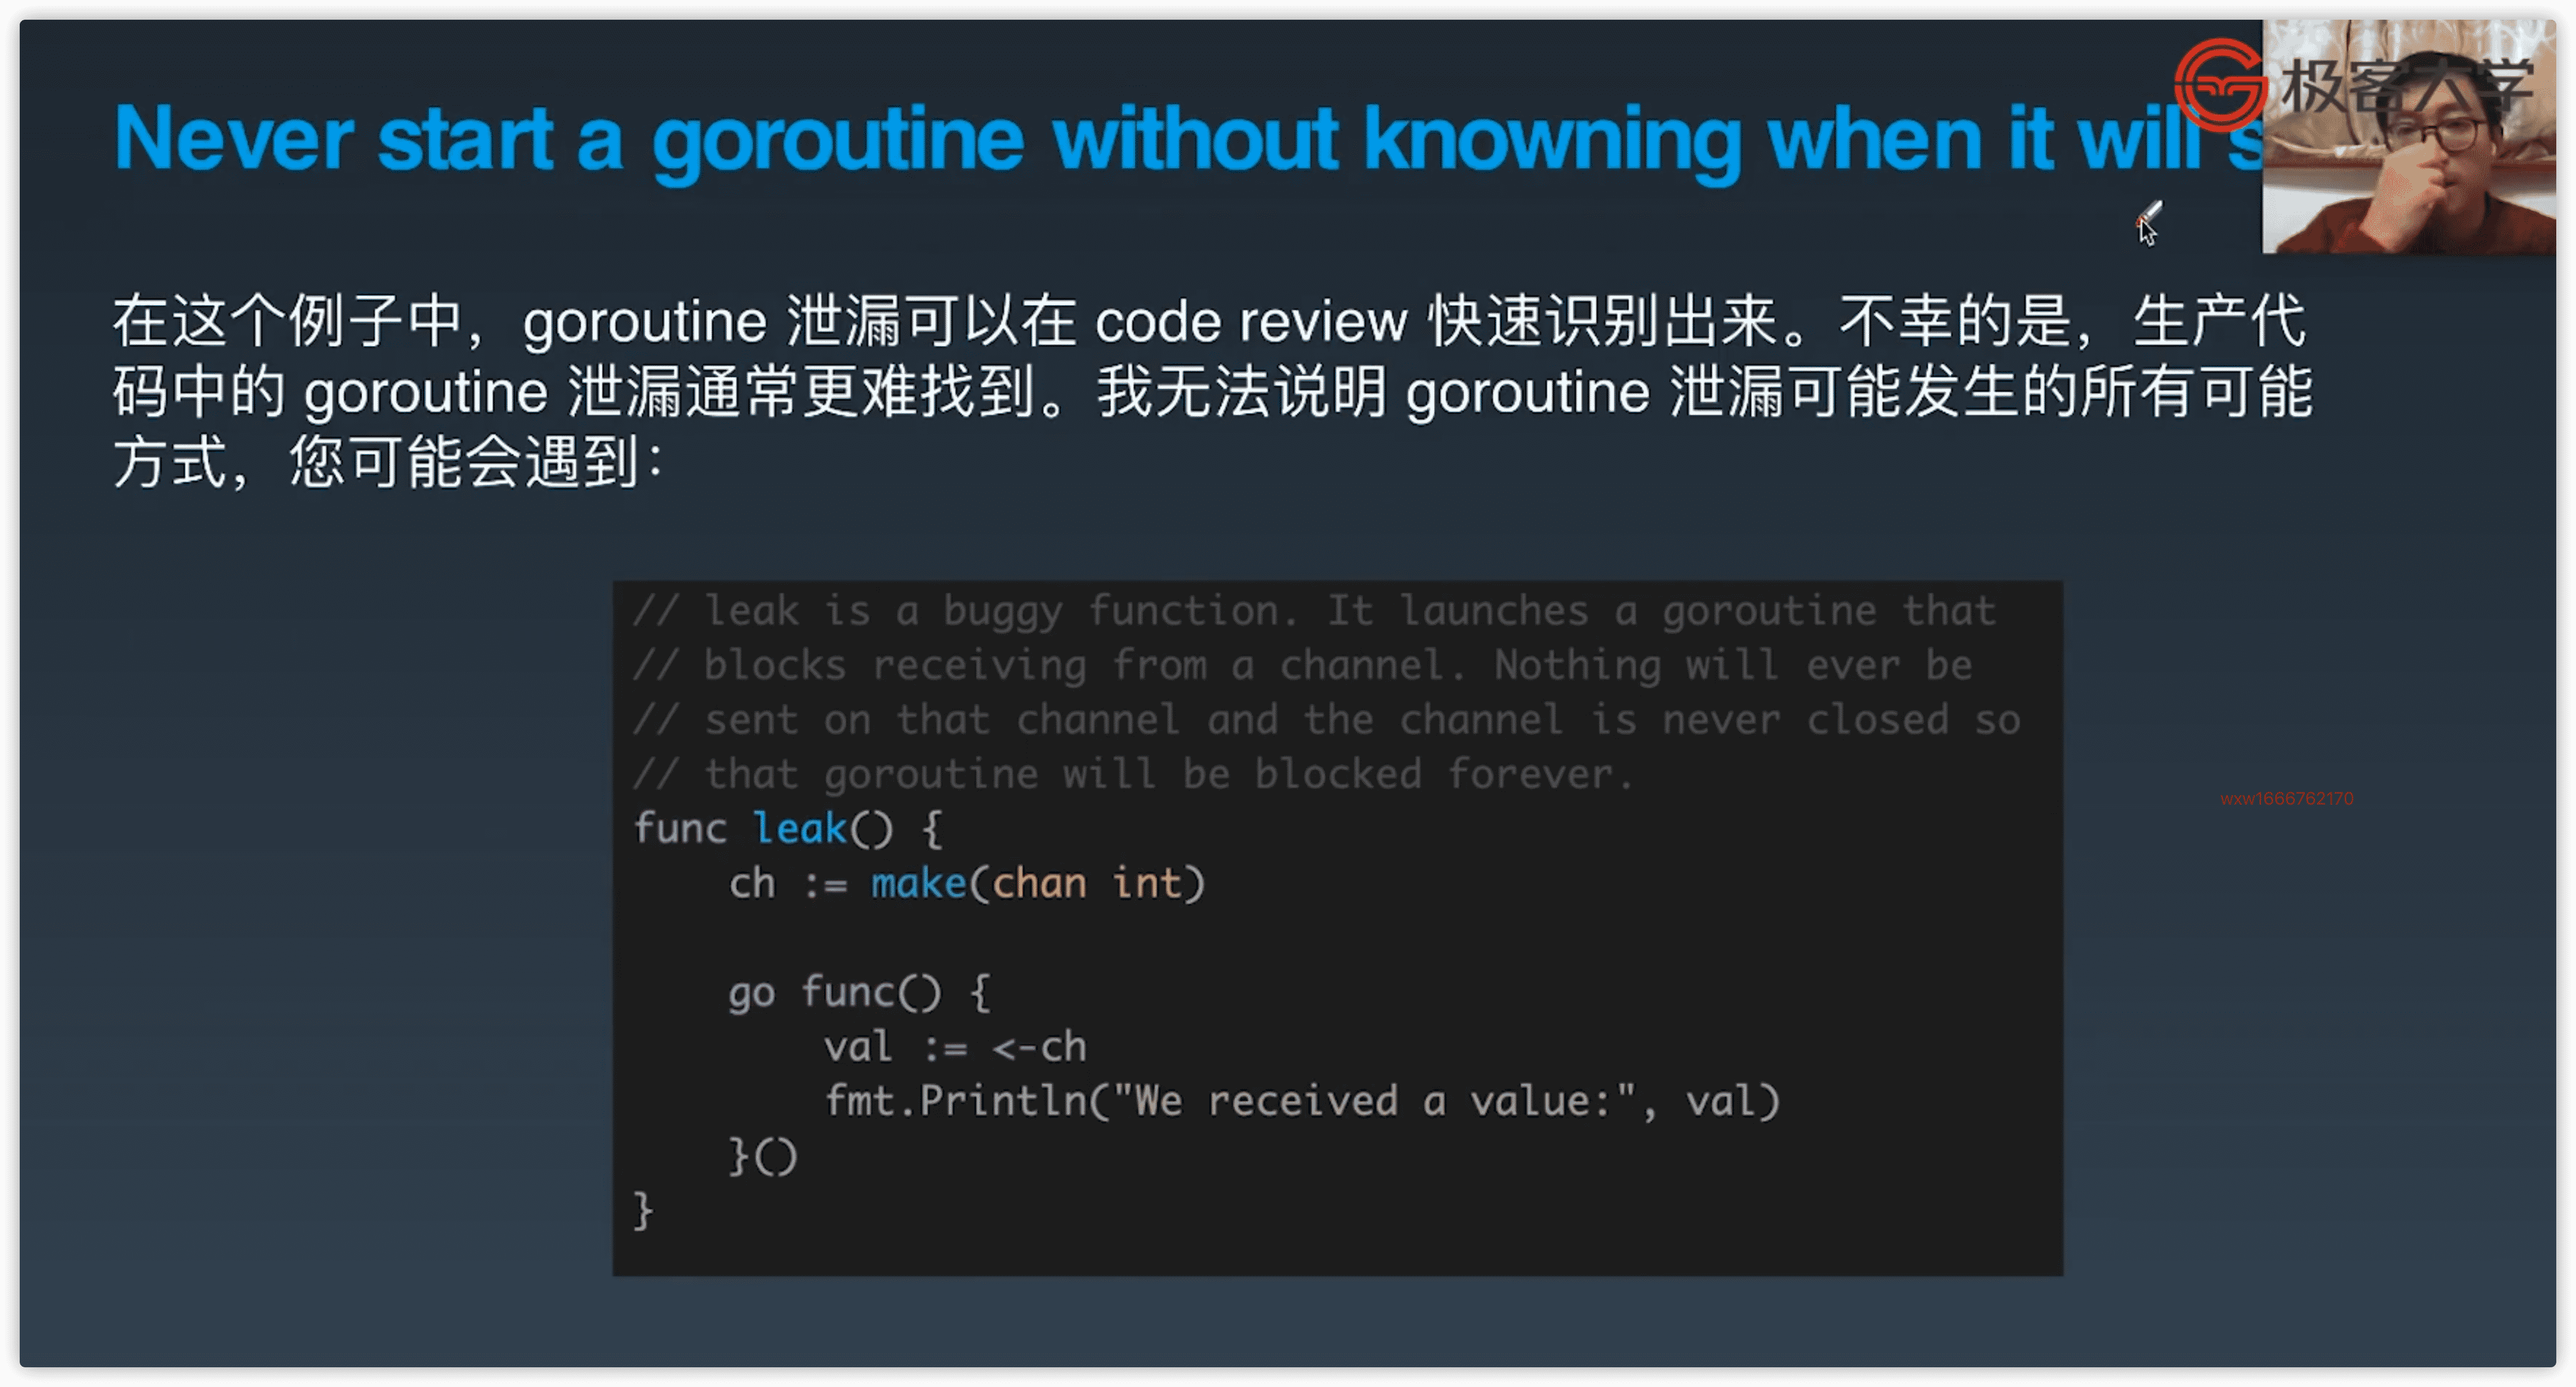 极客大学
Never start a goroutine without knowning when it will s
在这个例子中，goroutine 泄漏可以在 code review 快速识别出来。不幸的是，生产代
码中的 goroutine 泄漏通常更难找到。我无法说明 goroutine 泄漏可能发生的所有可能
方式，您可能会遇到：
// leak is a buggy function. It launches a goroutine that
// blocks receiving from a channel. Nothing will ever be
// sent on that channel and the channel is never closed so
// that goroutine will be blocked forever.
func leak() {
    ch := make(chan int)
    go func() {
        val := <-ch
        fmt.Println("We received a value:", val)
    }()
}
wxw1666762170